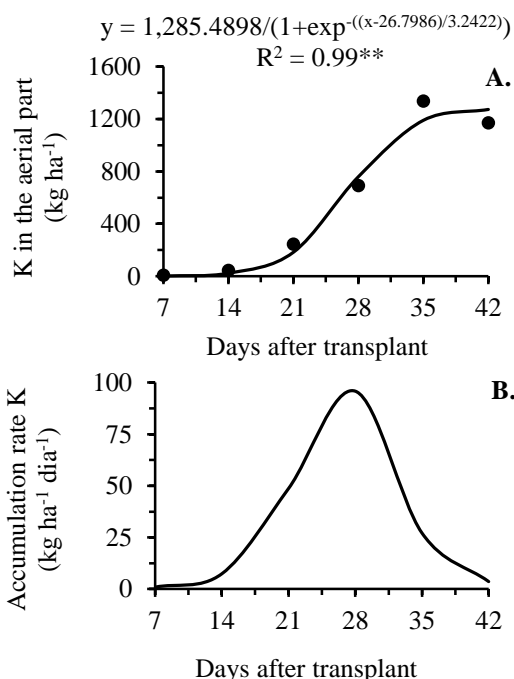 y = 1,285.4898/(1+exp-((x-26.7986)/3.2422))
R² = 0.99**
A.
K in the aerial part
(kg ha⁻¹)
1600
1200
800
400
0
7 14 21 28 35 42
Days after transplant
B.
Accumulation rate K
(kg ha⁻¹ dia⁻¹)
100
75
50
25
0
7 14 21 28 35 42
Days after transplant